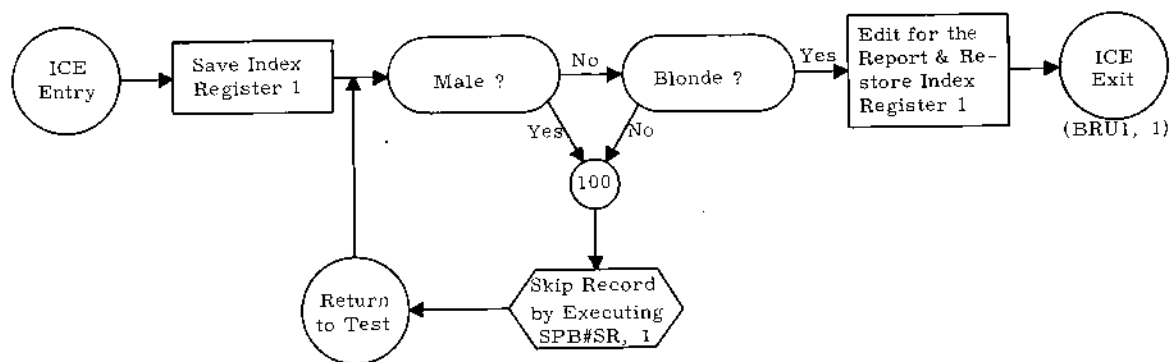 ICE
Entry
Save Index
Register 1
Male ?
No
Blonde ?
Yes
Edit for the
Report & Re-
store Index
Register 1
ICE
Exit
(BRU1, 1)
Yes
No
100
Skip Record
by Executing
SPB#SR, 1
Return
to Test